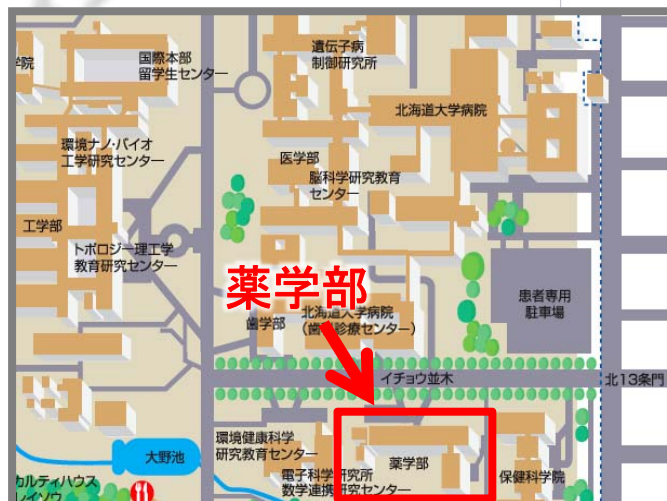 学院
国際本部
留学生センター
遺伝子病
制御研究所
北海道大学病院
環境ナノ・バイオ
工学研究センター
医学部
脳科学研究教育
センター
工学部
トポロジー理工学
教育研究センター
薬学部
患者専用
駐車場
歯学部
北海道大学病院
(歯科診療センター)
イチョウ並木
北13条門
環境健康科学
研究教育センター
大野池
電子科学研究所
数学連携研究センター
薬学部
保健科学院
カルティハウス
レイソウ